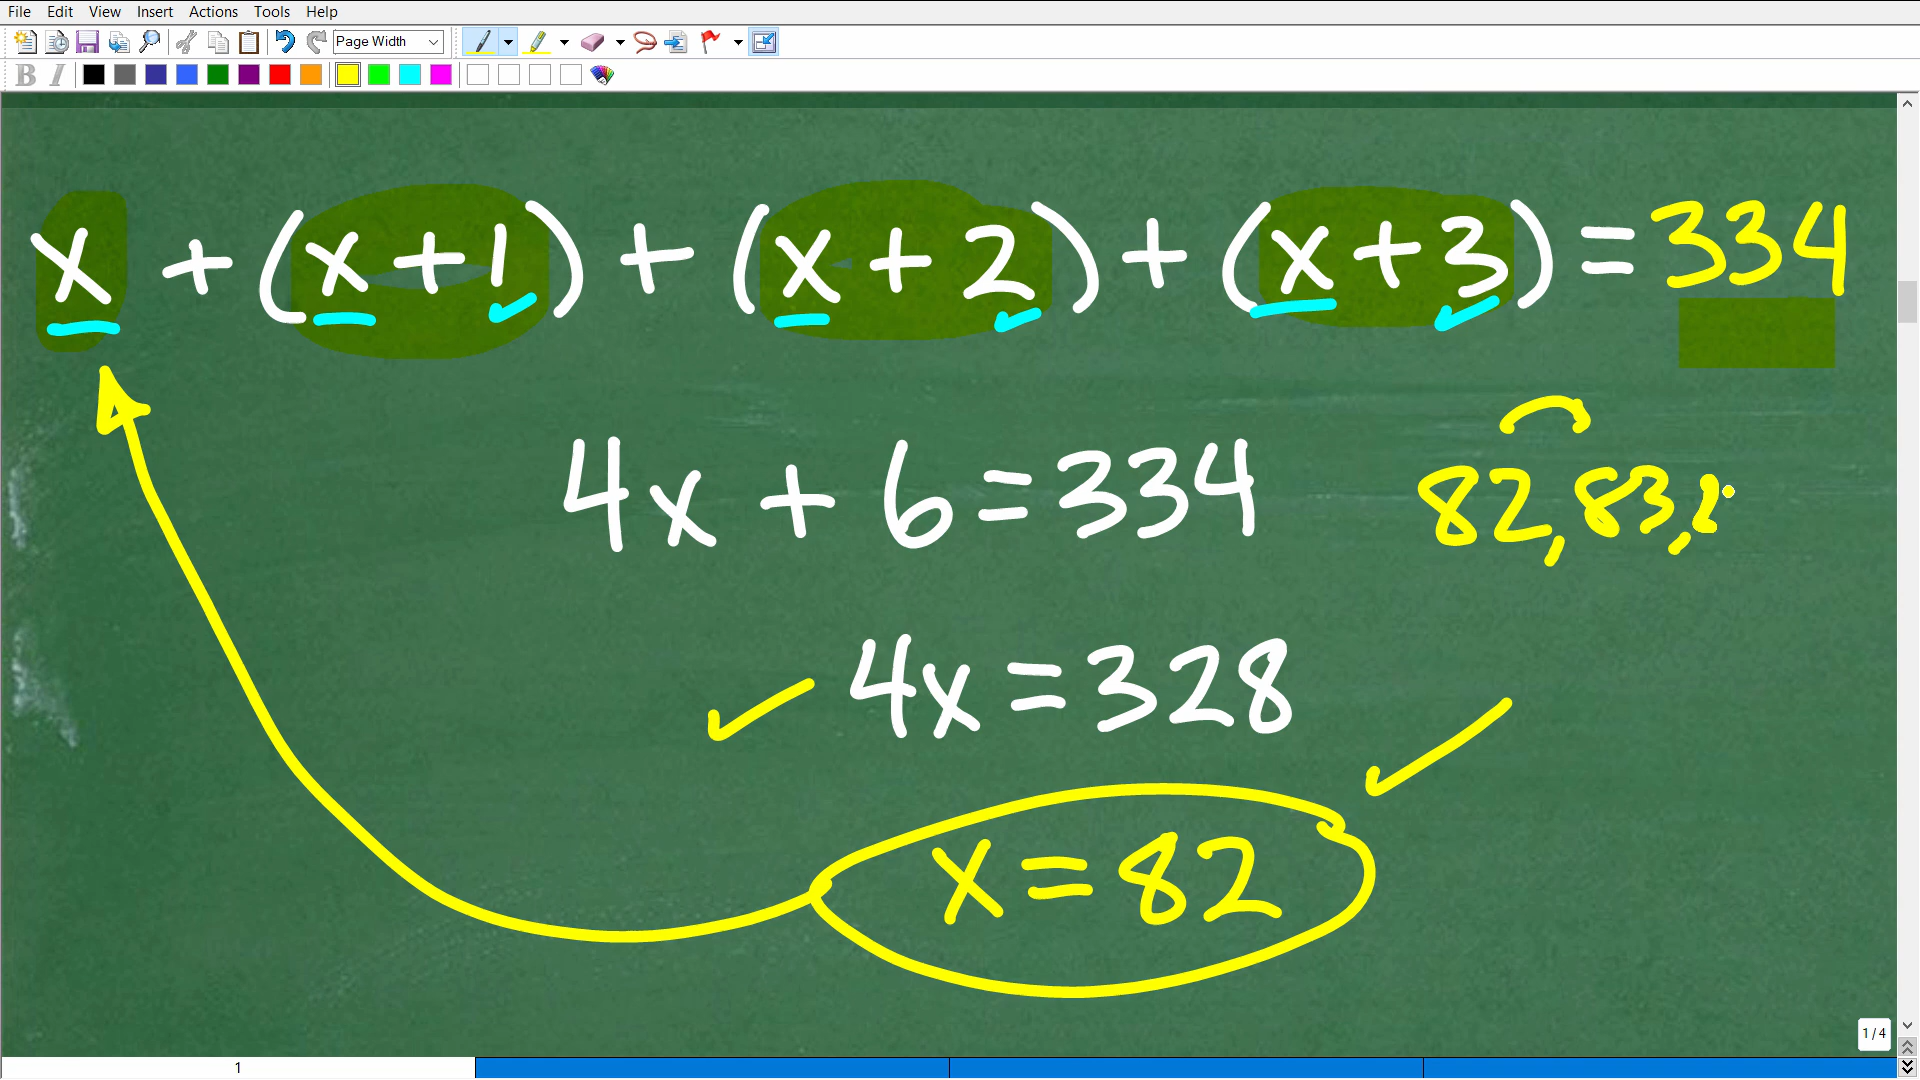 File Edit View Insert Actions Tools Help
Page Width
B I
x + (x + 1) + (x + 2) + (x + 3) = 334
4x + 6 = 334
82, 83,
4x = 328
x = 82
1 / 4
1